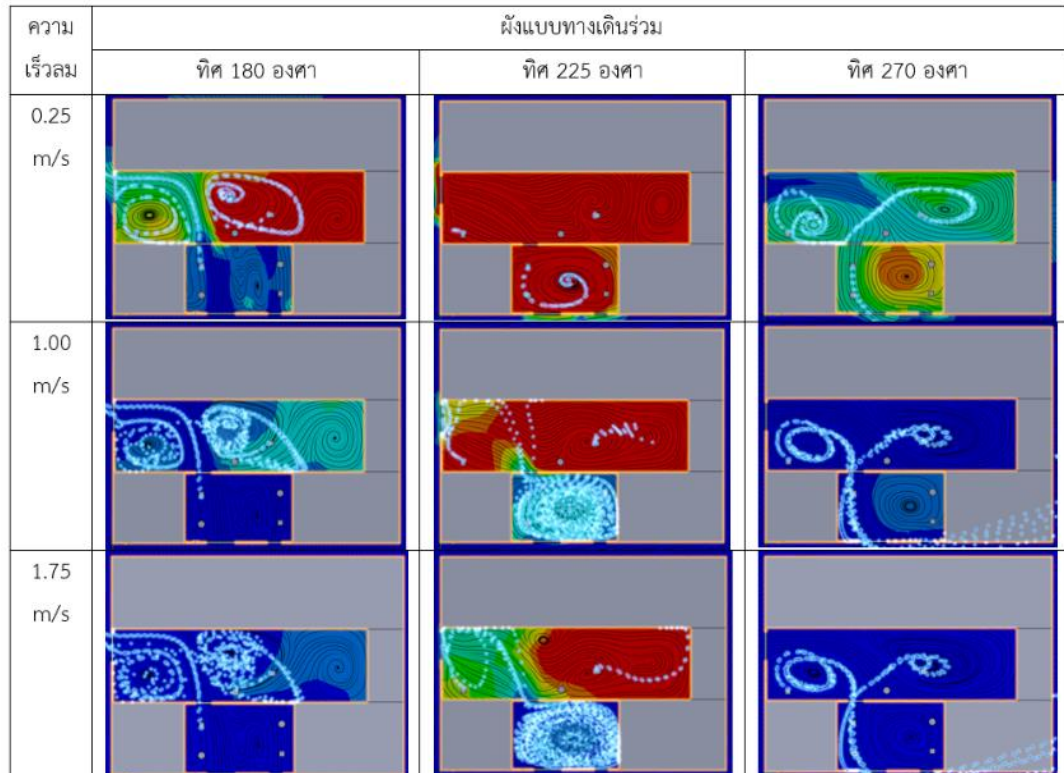 ความ
เร็วลม
ผังแบบทางเดินร่วม
ทิศ 180 องศา
ทิศ 225 องศา
ทิศ 270 องศา
0.25
m/s
1.00
m/s
1.75
m/s